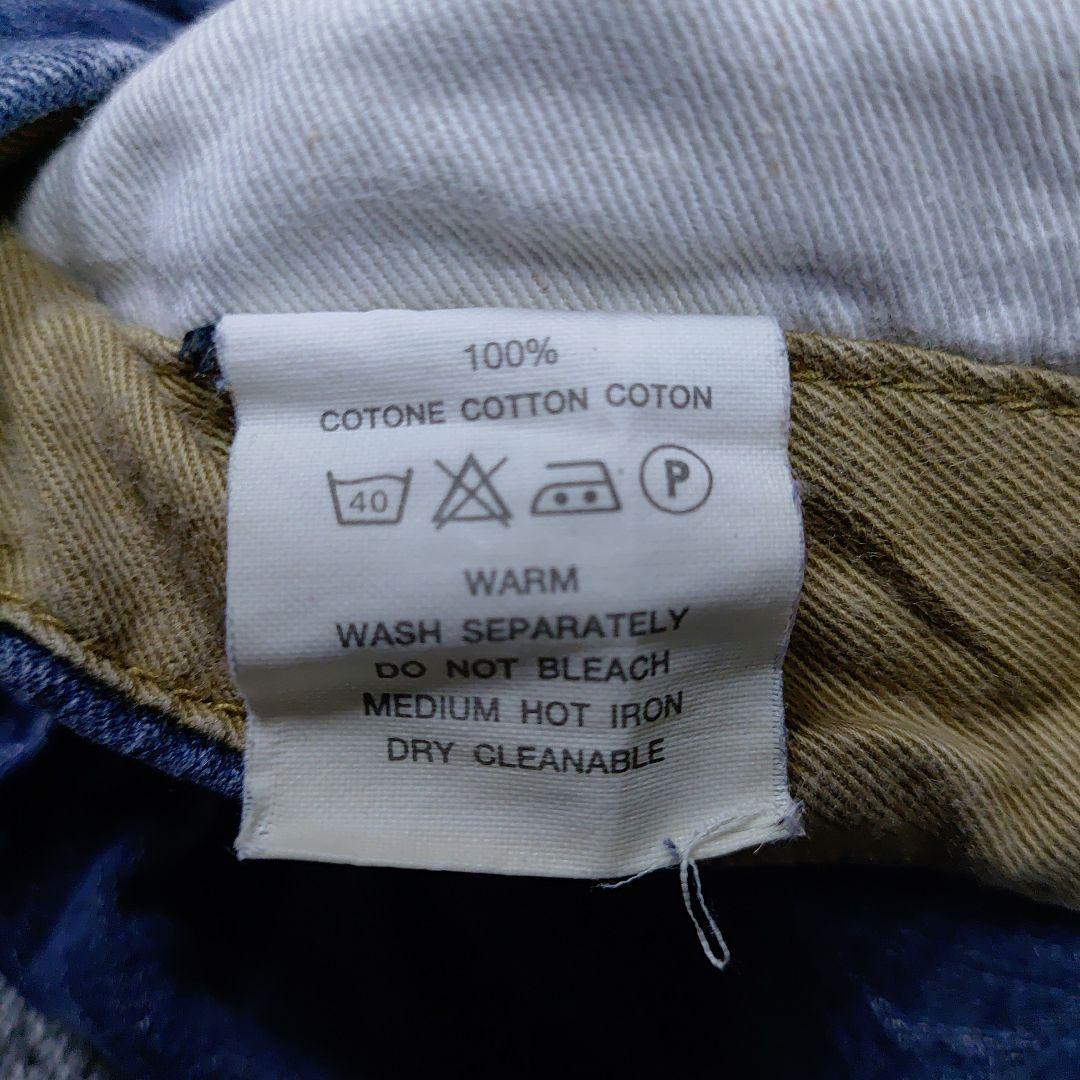 100%
COTONE COTTON COTON
40 P
WARM
WASH SEPARATELY
DO NOT BLEACH
MEDIUM HOT IRON
DRY CLEANABLE